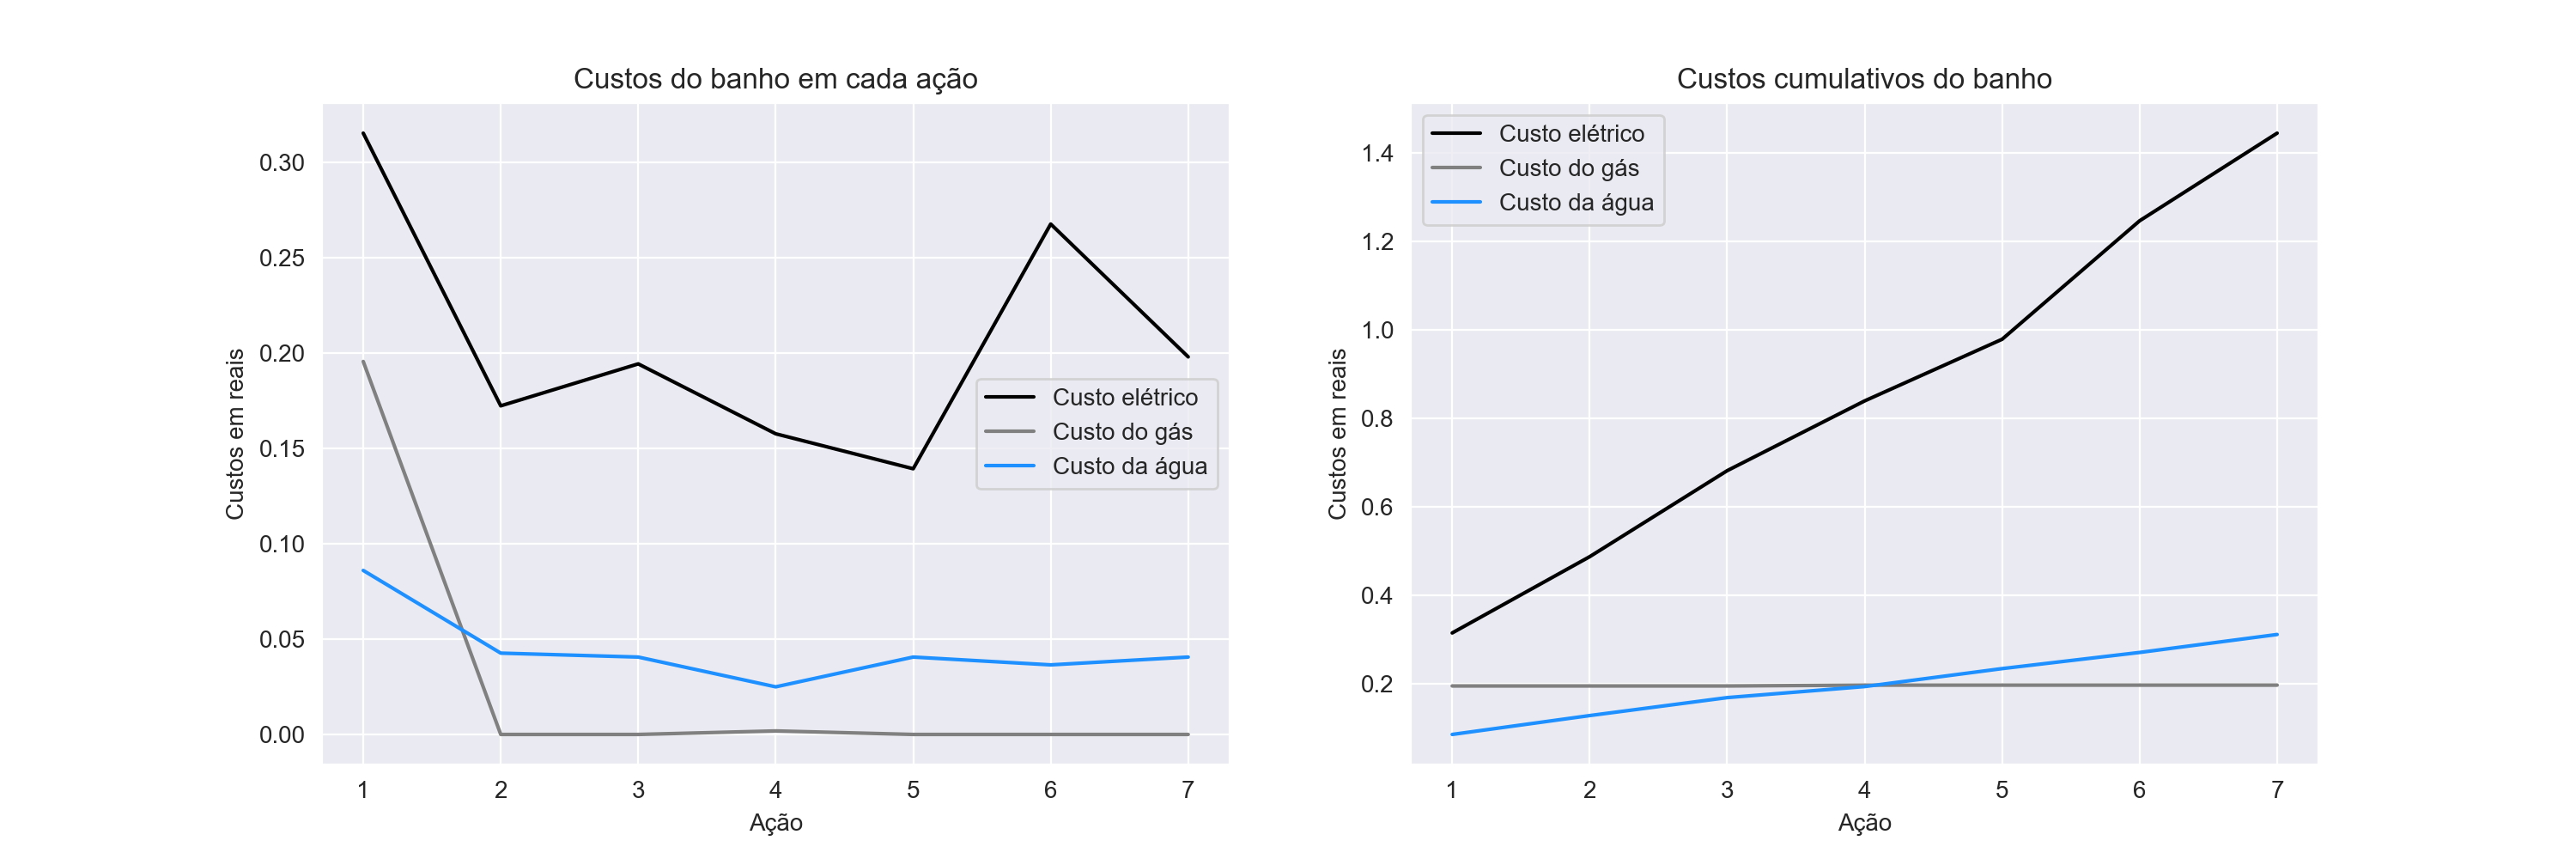 Custos do banho em cada ação
Custos em reais
0.30
0.25
0.20
0.15
0.10
0.05
0.00
Custo elétrico
Custo do gás
Custo da água
1 2 3 4 5 6 7
Ação
Custos cumulativos do banho
Custos em reais
1.4
1.2
1.0
0.8
0.6
0.4
0.2
Custo elétrico
Custo do gás
Custo da água
1 2 3 4 5 6 7
Ação